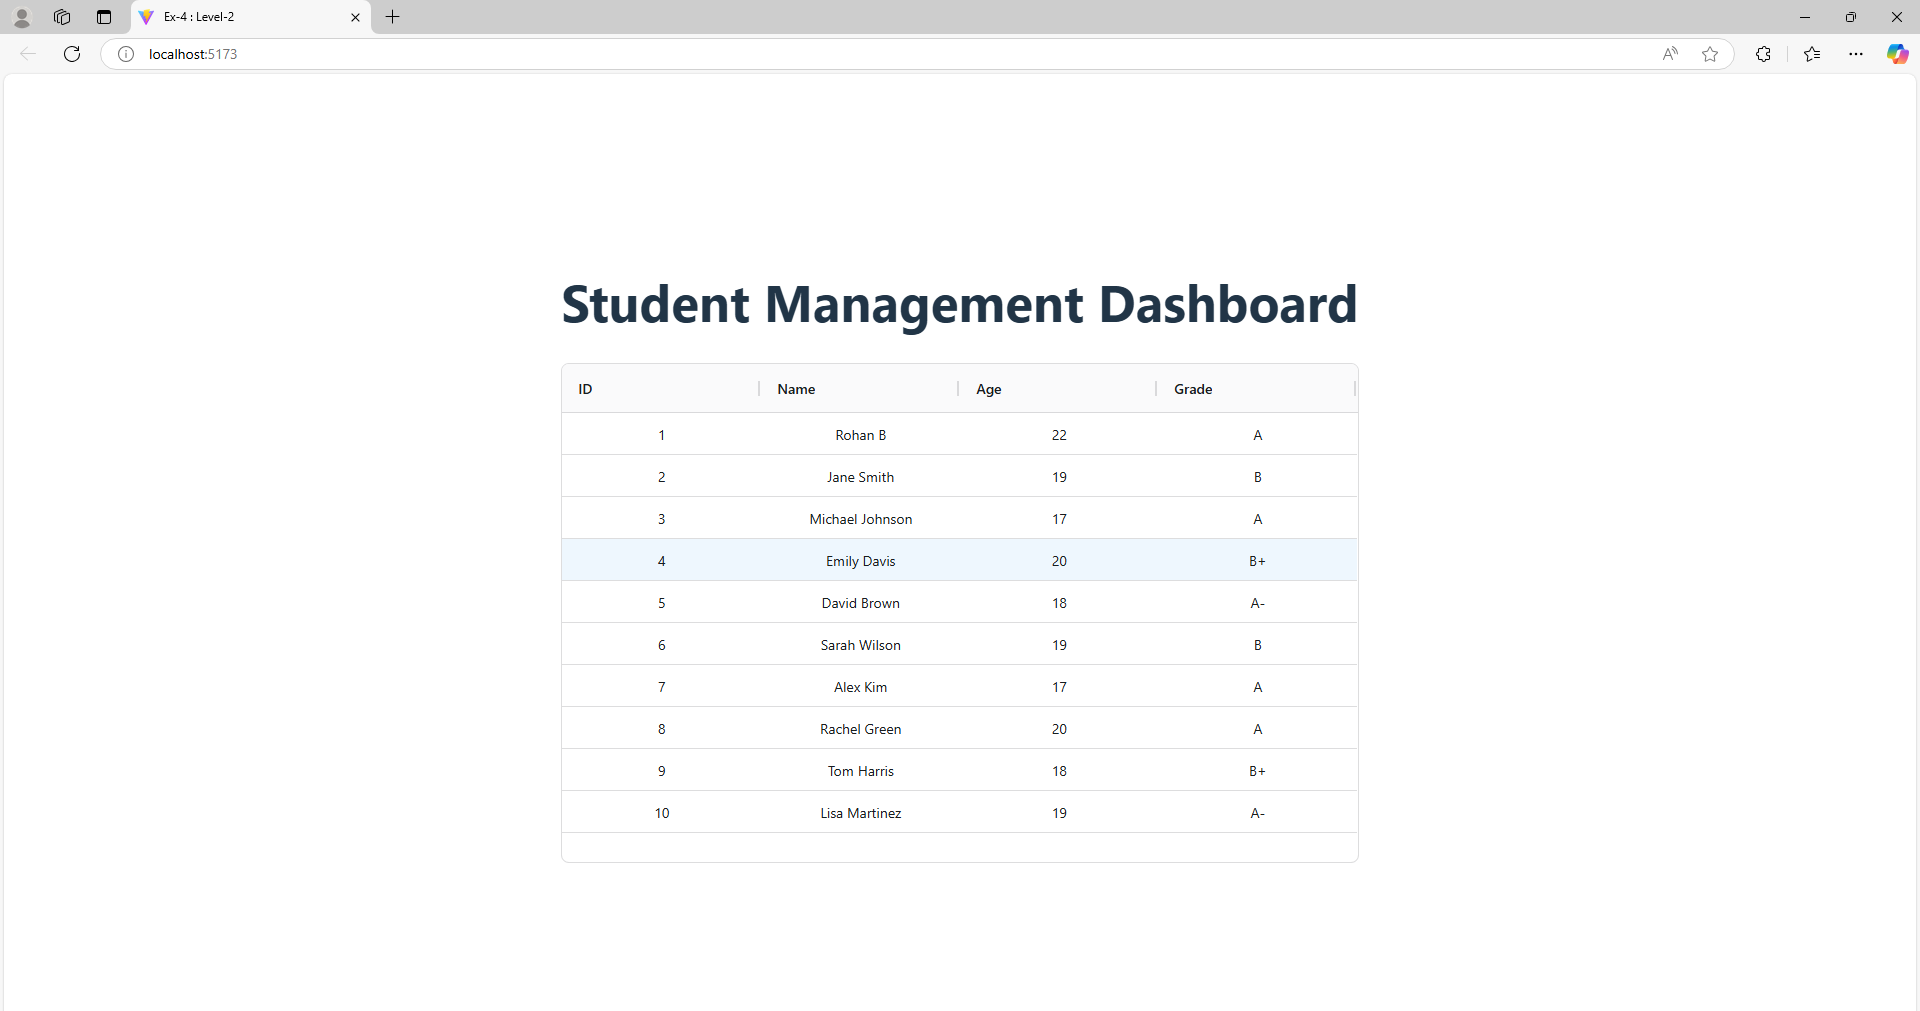 Ex-4 : Level-2
localhost:5173
Student Management Dashboard
ID Name Age Grade
1 Rohan B 22 A
2 Jane Smith 19 B
3 Michael Johnson 17 A
4 Emily Davis 20 B+
5 David Brown 18 A-
6 Sarah Wilson 19 B
7 Alex Kim 17 A
8 Rachel Green 20 A
9 Tom Harris 18 B+
10 Lisa Martinez 19 A-